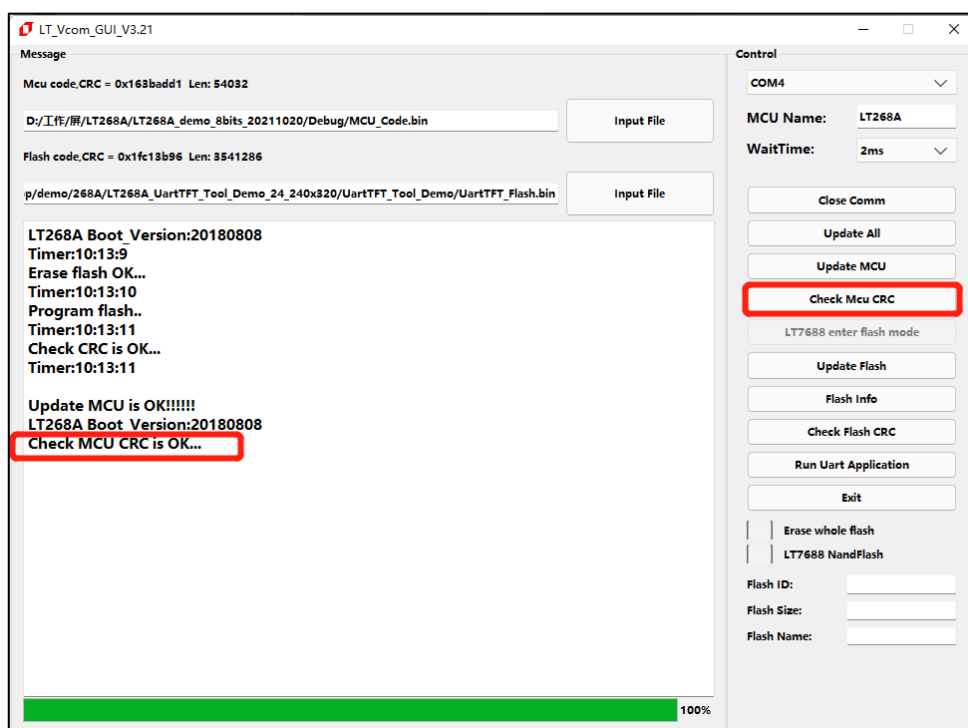 LT_Vcom_GUI_V3.21
Message
Mcu code,CRC = 0x163badd1 Len: 54032
D:/工作/屏/LT268A/LT268A_demo_8bits_20211020/Debug/MCU_Code.bin
Input File
Flash code,CRC = 0x1fc13b96 Len: 3541286
p/demo/268A/LT268A_UartTFT_Tool_Demo_24_240x320/UartTFT_Tool_Demo/UartTFT_Flash.bin
Input File
LT268A Boot_Version:20180808
Timer:10:13:9
Erase flash OK...
Timer:10:13:10
Program flash..
Timer:10:13:11
Check CRC is OK...
Timer:10:13:11
Update MCU is OK!!!!!!
LT268A Boot_Version:20180808
Check MCU CRC is OK...
100%
Control
COM4
MCU Name: LT268A
WaitTime: 2ms
Close Comm
Update All
Update MCU
Check Mcu CRC
LT7688 enter flash mode
Update Flash
Flash Info
Check Flash CRC
Run Uart Application
Exit
Erase whole flash
LT7688 NandFlash
Flash ID:
Flash Size:
Flash Name: